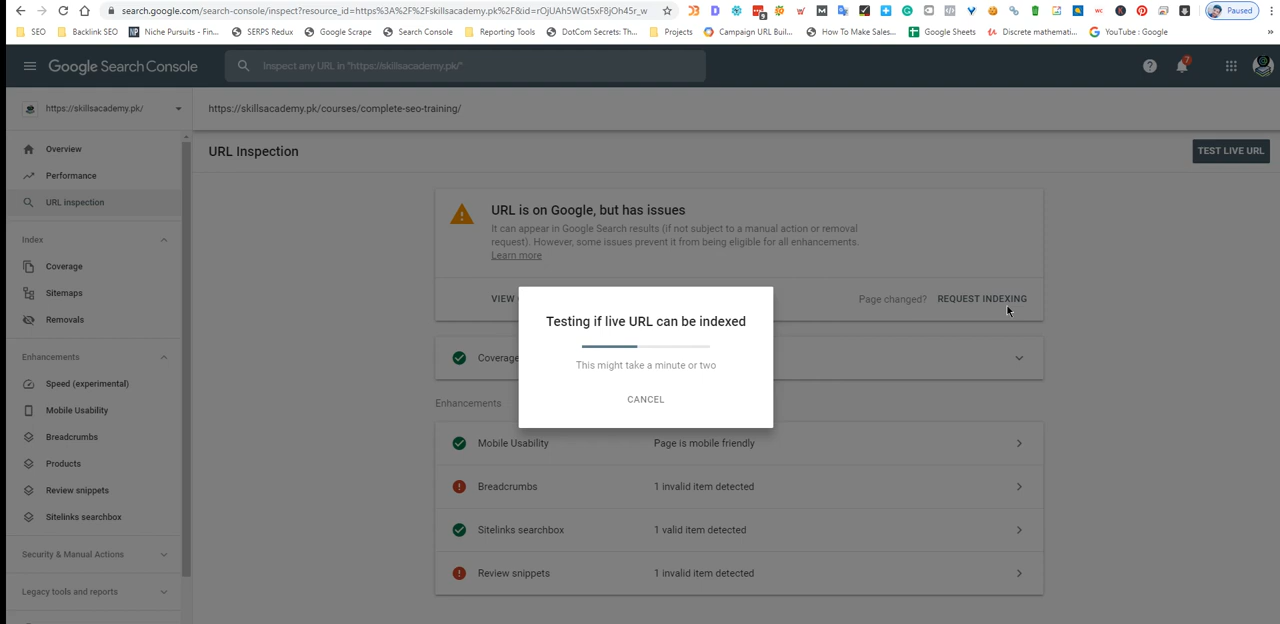 search.google.com/search-console/inspect?resource_id=https%3A%2F%2Fskillsacademy.pk%2F&id=rOjUAh5WGt5xF8jOh45r_w
Paused
SEO
Backlink SEO
Niche Pursuits - Fin...
SERPS Redux
Google Scrape
Search Console
Reporting Tools
DotCom Secrets: Th...
Projects
Campaign URL Buil...
How To Make Sales...
Google Sheets
Discrete mathemati...
YouTube : Google
Google Search Console
Inspect any URL in "https://skillsacademy.pk/"
7
https://skillsacademy.pk/
https://skillsacademy.pk/courses/complete-seo-training/
Overview
Performance
URL inspection
Index
Coverage
Sitemaps
Removals
Enhancements
Speed (experimental)
Mobile Usability
Breadcrumbs
Products
Review snippets
Sitelinks searchbox
Security & Manual Actions
Legacy tools and reports
URL Inspection
TEST LIVE URL
URL is on Google, but has issues
It can appear in Google Search results (if not subject to a manual action or removal
request). However, some issues prevent it from being eligible for all enhancements.
Learn more
VIEW
Page changed? REQUEST INDEXING
Testing if live URL can be indexed
This might take a minute or two
CANCEL
Coverage
Enhancements
Mobile Usability Page is mobile friendly
Breadcrumbs 1 invalid item detected
Sitelinks searchbox 1 valid item detected
Review snippets 1 invalid item detected